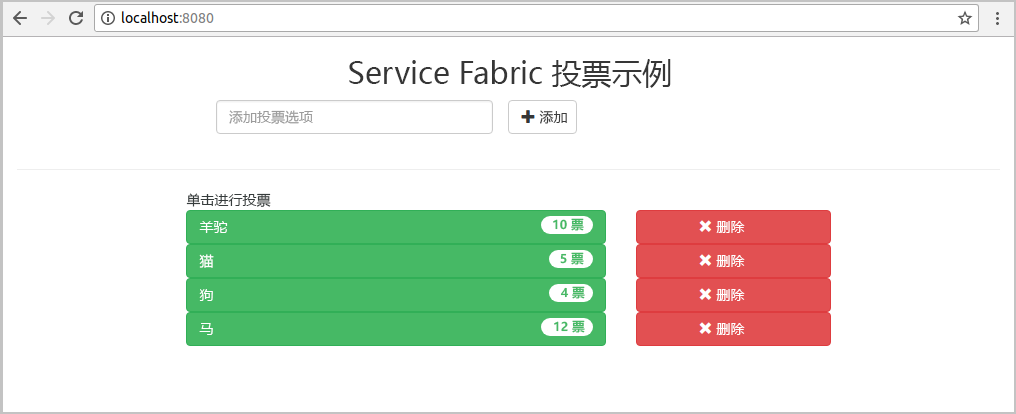 localhost:8080
Service Fabric 投票示例
添加投票选项 添加
单击进行投票
羊驼 10 票 删除
猫 5 票 删除
狗 4 票 删除
马 12 票 删除